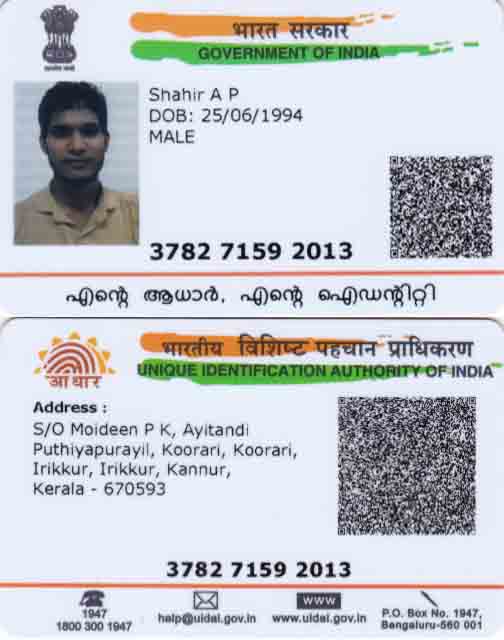 भारत सरकार
GOVERNMENT OF INDIA
Shahir A P
DOB: 25/06/1994
MALE
3782 7159 2013
എന്റെ ആധാർ, എന്റെ ഐഡന്റിറ്റി
भारतीय विशिष्ट पहचान प्राधिकरण
UNIQUE IDENTIFICATION AUTHORITY OF INDIA
आधार
Address :
S/O Moideen P K, Ayitandi
Puthiyapurayil, Koorari, Koorari,
Irikkur, Irikkur, Kannur,
Kerala - 670593
3782 7159 2013
1947
1800 300 1947
help@uidai.gov.in
www
www.uidai.gov.in
P.O. Box No. 1947,
Bengaluru-560 001